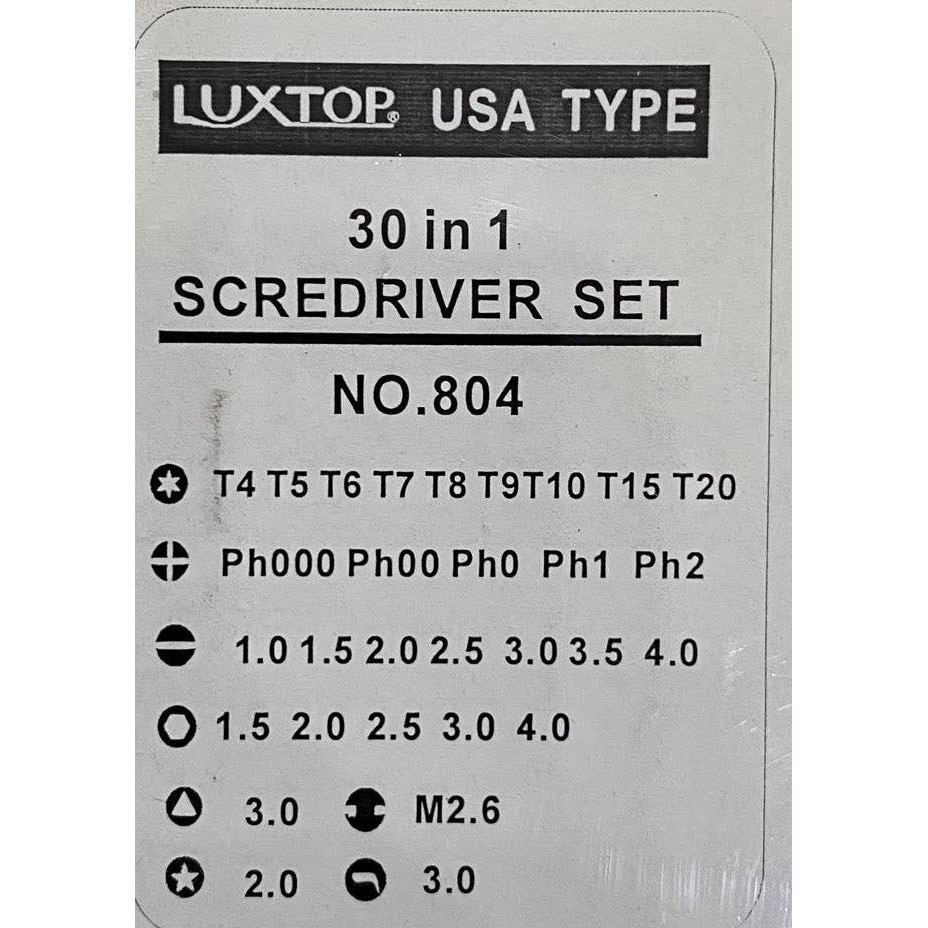 LUXTOP® USA TYPE
30 in 1
SCREDRIVER SET
NO.804
T4 T5 T6 T7 T8 T9T10 T15 T20
Ph000 Ph00 Ph0 Ph1 Ph2
1.0 1.5 2.0 2.5 3.0 3.5 4.0
1.5 2.0 2.5 3.0 4.0
3.0 M2.6
2.0 3.0